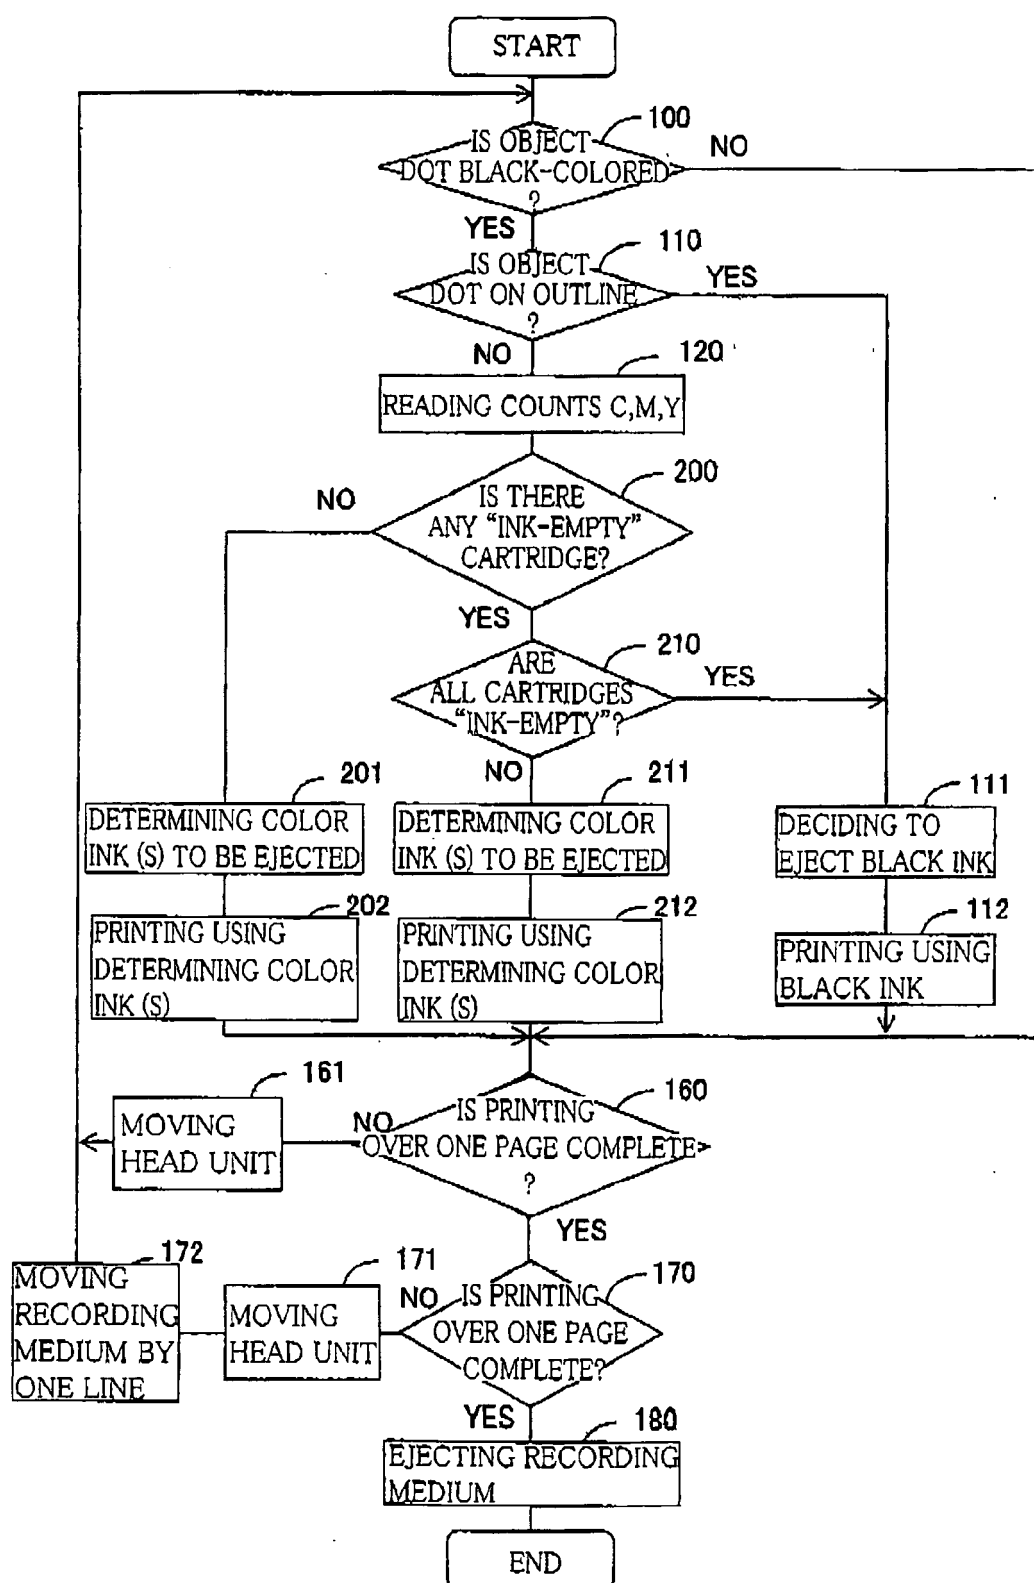 START
100
IS OBJECT
DOT BLACK-COLORED
?
NO
YES
110
IS OBJECT
DOT ON OUTLINE
?
YES
NO
120
READING COUNTS C,M,Y
200
NO
IS THERE
ANY “INK-EMPTY”
CARTRIDGE?
YES
210
ARE
ALL CARTRIDGES
“INK-EMPTY”?
YES
NO
201
DETERMINING COLOR
INK (S) TO BE EJECTED
211
DETERMINING COLOR
INK (S) TO BE EJECTED
111
DECIDING TO
EJECT BLACK INK
202
PRINTING USING
DETERMINING COLOR
INK (S)
212
PRINTING USING
DETERMINING COLOR
INK (S)
112
PRINTING USING
BLACK INK
161
MOVING
HEAD UNIT
160
NO
IS PRINTING
OVER ONE PAGE COMPLETE
?
YES
172
MOVING
RECORDING
MEDIUM BY
ONE LINE
171
MOVING
HEAD UNIT
170
NO
IS PRINTING
OVER ONE PAGE
COMPLETE?
YES
180
EJECTING RECORDING
MEDIUM
END